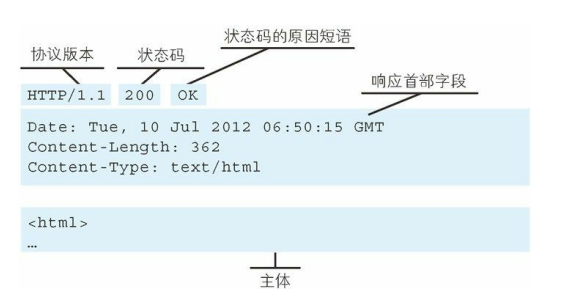 状态码的原因短语
协议版本
状态码
响应首部字段
HTTP/1.1 200 OK
Date: Tue, 10 Jul 2012 06:50:15 GMT
Content-Length: 362
Content-Type: text/html
<html>
…
主体